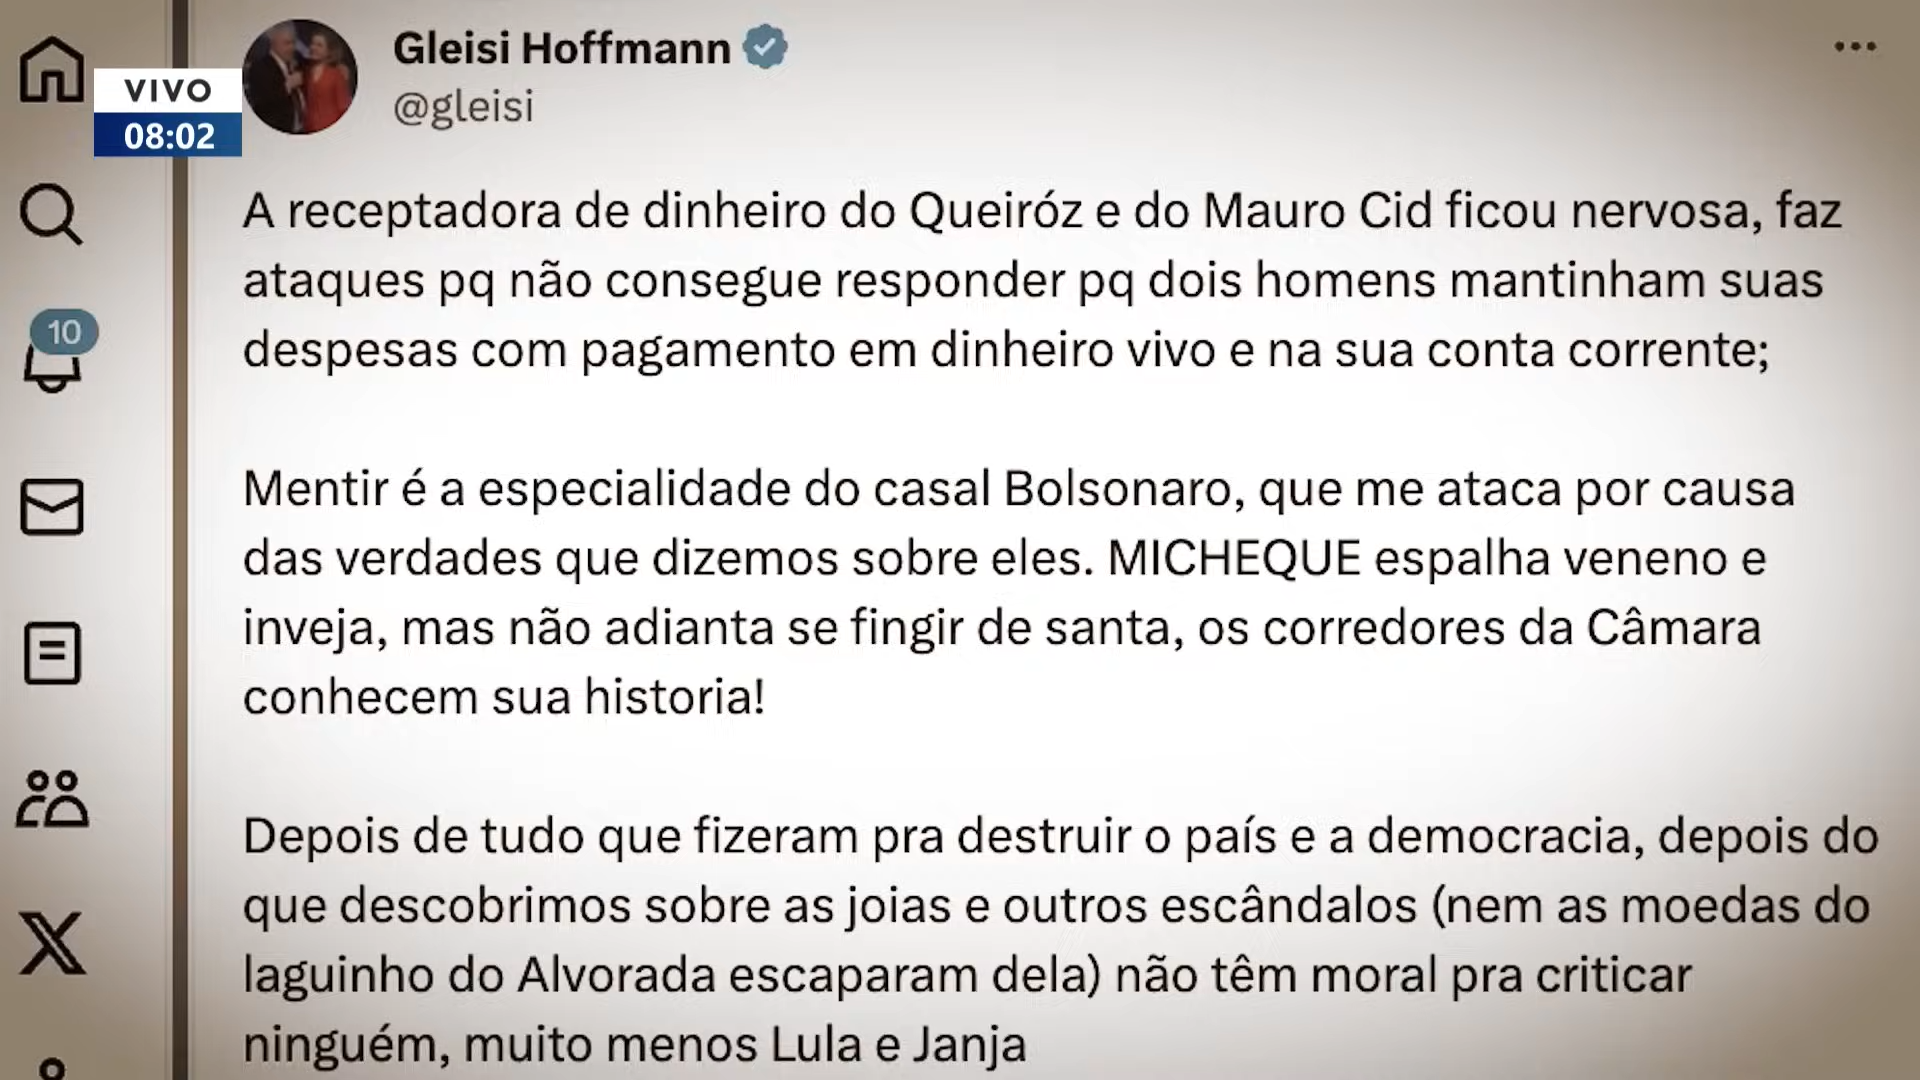 Gleisi Hoffmann
@gleisi
VIVO
08:02
10
A receptadora de dinheiro do Queiróz e do Mauro Cid ficou nervosa, faz
ataques pq não consegue responder pq dois homens mantinham suas
despesas com pagamento em dinheiro vivo e na sua conta corrente;
Mentir é a especialidade do casal Bolsonaro, que me ataca por causa
das verdades que dizemos sobre eles. MICHEQUE espalha veneno e
inveja, mas não adianta se fingir de santa, os corredores da Câmara
conhecem sua historia!
Depois de tudo que fizeram pra destruir o país e a democracia, depois do
que descobrimos sobre as joias e outros escândalos (nem as moedas do
laguinho do Alvorada escaparam dela) não têm moral pra criticar
ninguém, muito menos Lula e Janja